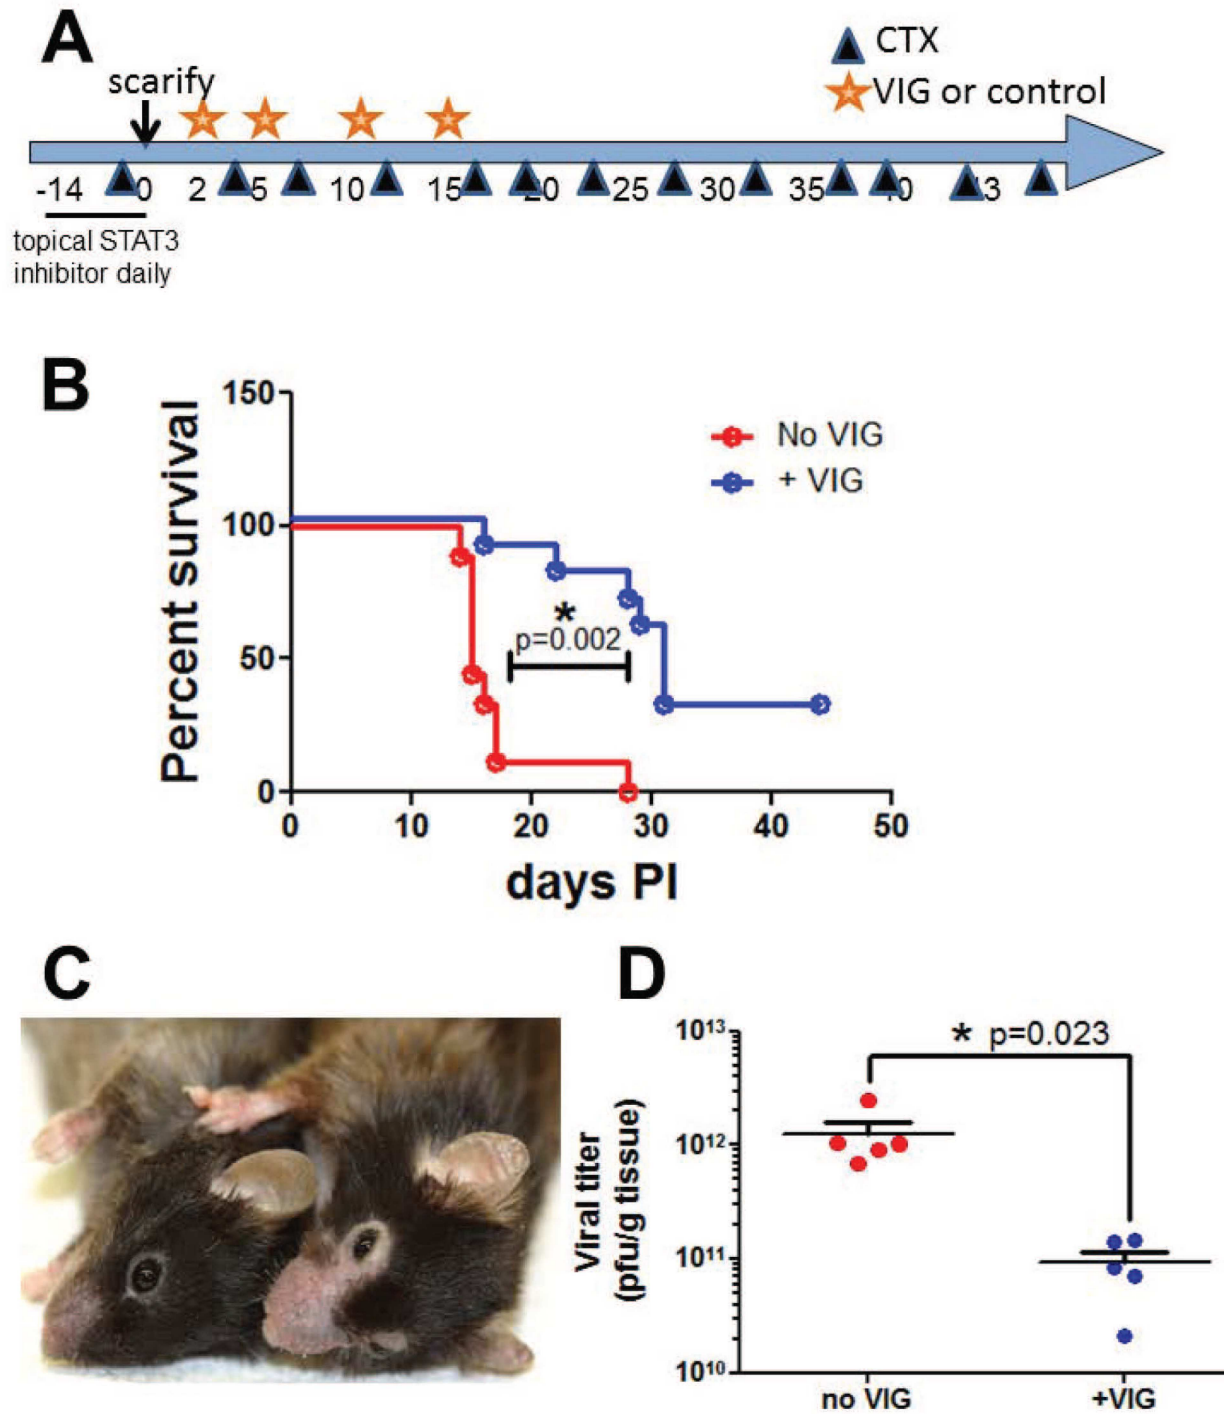 A
CTX
scarify
VIG or control
-14 0 2 5 10 15 20 25 30 35 40 43
topical STAT3
inhibitor daily
B
150
No VIG
+ VIG
100
*
p=0.002
50
0
Percent survival
0 10 20 30 40 50
days PI
C
D
10¹³
* p=0.023
10¹²
10¹¹
10¹⁰
Viral titer
(pfu/g tissue)
no VIG +VIG